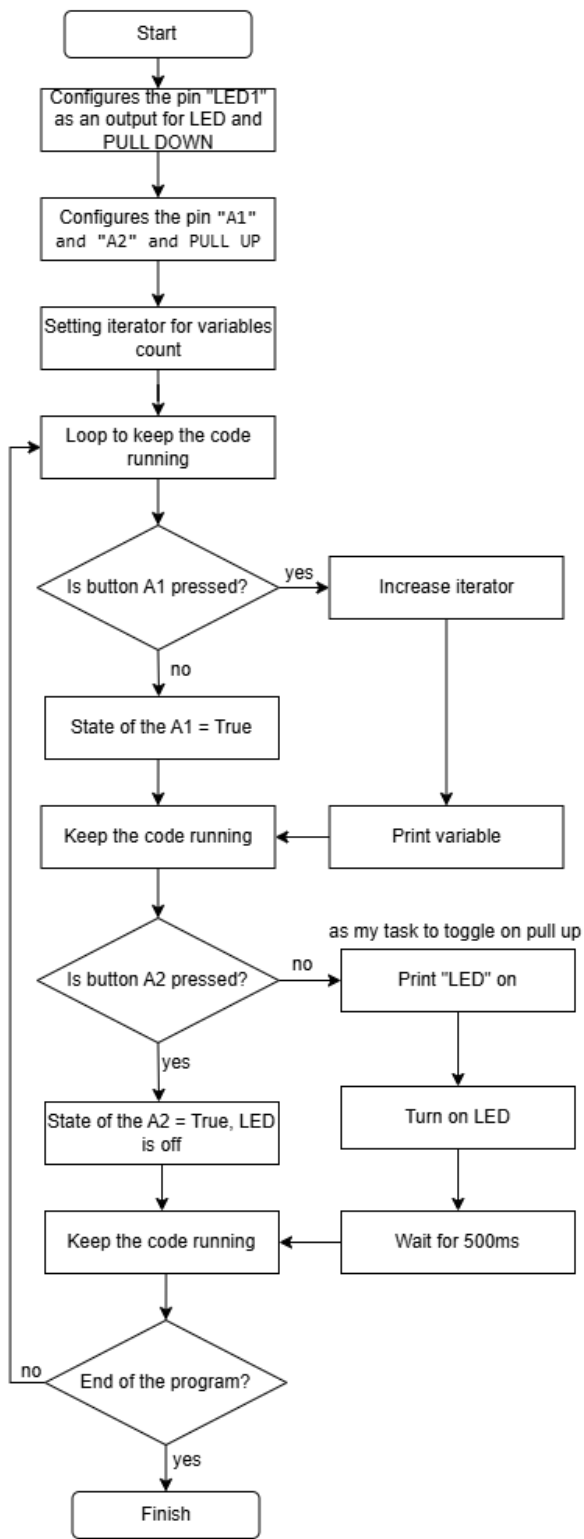 Start
Configures the pin "LED1"
as an output for LED and
PULL DOWN
Configures the pin "A1"
and "A2" and PULL UP
Setting iterator for variables
count
Loop to keep the code
running
Is button A1 pressed?
yes
Increase iterator
no
State of the A1 = True
Keep the code running
Print variable
as my task to toggle on pull up
Is button A2 pressed?
no
Print "LED" on
yes
State of the A2 = True, LED
is off
Turn on LED
Keep the code running
Wait for 500ms
no
End of the program?
yes
Finish